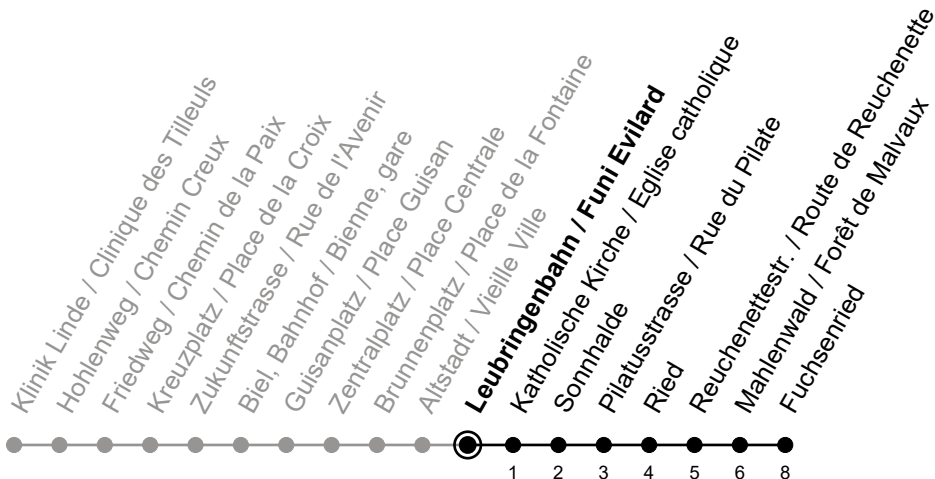 Klinik Linde / Clinique des Tilleuls
Hohlenweg / Chemin Creux
Friedweg / Chemin de la Paix
Kreuzplatz / Place de la Croix
Zukunftstrasse / Rue de l'Avenir
Biel, Bahnhof / Bienne, gare
Guisanplatz / Place Guisan
Zentralplatz / Place Centrale
Brunnenplatz / Place de la Fontaine
Altstadt / Vieille Ville
Leubringenbahn / Funi Evilard
Katholische Kirche / Eglise catholique
Sonnhalde
Pilatusstrasse / Rue du Pilate
Ried
Reuchenettestr. / Route de Reuchenette
Mahlenwald / Forêt de Malvaux
Fuchsenried
1 2 3 4 5 6 8